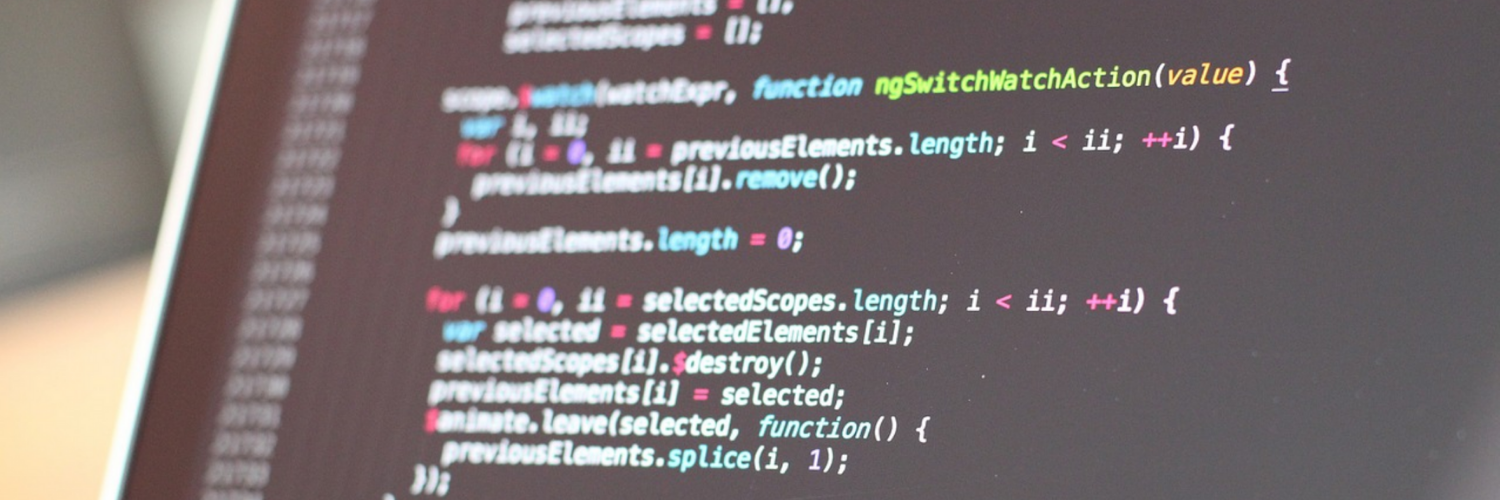 previousElements = [];
selectedScopes = [];
scope.$watch(watchExpr, function ngSwitchWatchAction(value) {
var i, ii;
for (i = 0, ii = previousElements.length; i < ii; ++i) {
previousElements[i].remove();
}
previousElements.length = 0;
for (i = 0, ii = selectedScopes.length; i < ii; ++i) {
var selected = selectedElements[i];
selectedScopes[i].$destroy();
previousElements[i] = selected;
$animate.leave(selected, function() {
previousElements.splice(i, 1);
});
}